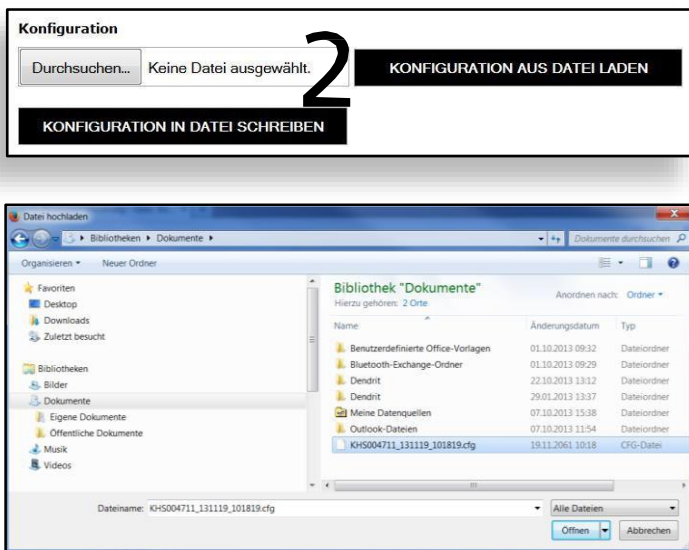 Konfiguration
2
Durchsuchen... Keine Datei ausgewählt. KONFIGURATION AUS DATEI LADEN
KONFIGURATION IN DATEI SCHREIBEN
Datei hochladen
Bibliotheken Dokumente Dokumente durchsuchen
Organisieren Neuer Ordner
Favoriten
Desktop
Downloads
Zuletzt besucht
Bibliotheken
Bilder
Dokumente
Eigene Dokumente
Öffentliche Dokumente
Musik
Videos
Bibliothek "Dokumente"
Hierzu gehören: 2 Orte
Anordnen nach: Ordner
Name Änderungsdatum Typ
Benutzerdefinierte Office-Vorlagen 01.10.2013 09:32 Dateiordner
Bluetooth-Exchange-Ordner 01.10.2013 09:29 Dateiordner
Dendrit 22.10.2013 13:12 Dateiordner
Dendrit 29.01.2013 13:37 Dateiordner
Meine Datenquellen 07.10.2013 15:38 Dateiordner
Outlook-Dateien 07.10.2013 11:54 Dateiordner
KHS004711_131119_101819.cfg 19.11.2061 10:18 CFG-Datei
Dateiname: KHS004711_131119_101819.cfg Alle Dateien
Öffnen Abbrechen